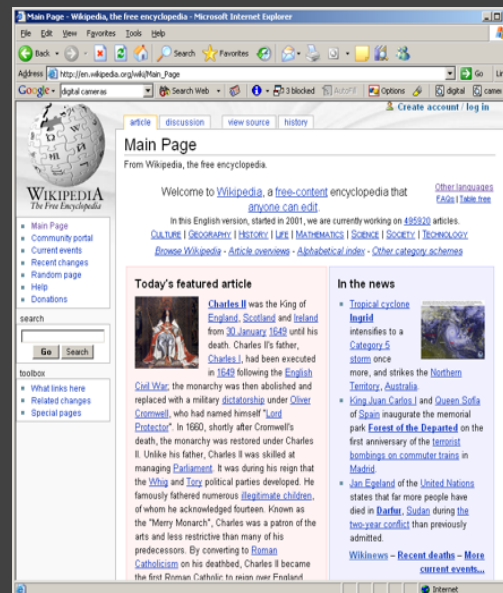 Main Page - Wikipedia, the free encyclopedia - Microsoft Internet Explorer
File Edit View Favorites Tools Help
Back Search Favorites
Address http://en.wikipedia.org/wiki/Main_Page Go
Google digital cameras Search Web 3 blocked AutoFill Options digital
Create account / log in
article discussion view source history
Main Page
From Wikipedia, the free encyclopedia.
Welcome to Wikipedia, a free-content encyclopedia that
anyone can edit.
Other languages
FAQs | Table free
In this English version, started in 2001, we are currently working on 495920 articles.
CULTURE | GEOGRAPHY | HISTORY | LIFE | MATHEMATICS | SCIENCE | SOCIETY | TECHNOLOGY
Browse Wikipedia - Article overviews - Alphabetical index - Other category schemes
WIKIPEDIA
The Free Encyclopedia
Main Page
Community portal
Current events
Recent changes
Random page
Help
Donations
search
Go Search
toolbox
What links here
Related changes
Special pages
Today's featured article
Charles II was the King of
England, Scotland and Ireland
from 30 January 1649 until his
death. Charles II's father,
Charles I, had been executed
in 1649 following the English
Civil War; the monarchy was then abolished and
replaced with a military dictatorship under Oliver
Cromwell, who had named himself "Lord
Protector". In 1660, shortly after Cromwell's
death, the monarchy was restored under Charles
II. Unlike his father, Charles II was skilled at
managing Parliament. It was during his reign that
the Whig and Tory political parties developed. He
famously fathered numerous illegitimate children,
of whom he acknowledged fourteen. Known as
the "Merry Monarch", Charles was a patron of the
arts and less restrictive than many of his
predecessors. By converting to Roman
Catholicism on his deathbed, Charles II became
the first Roman Catholic to reign over England
In the news
Tropical cyclone
Ingrid
intensifies to a
Category 5
storm once
more, and strikes the Northern
Territory, Australia.
King Juan Carlos I and Queen Sofia
of Spain inaugurate the memorial
park Forest of the Departed on the
first anniversary of the terrorist
bombings on commuter trains in
Madrid.
Jan Egeland of the United Nations
states that far more people have
died in Darfur, Sudan during the
two-year conflict than previously
admitted.
Wikinews – Recent deaths – More
current events...
Internet